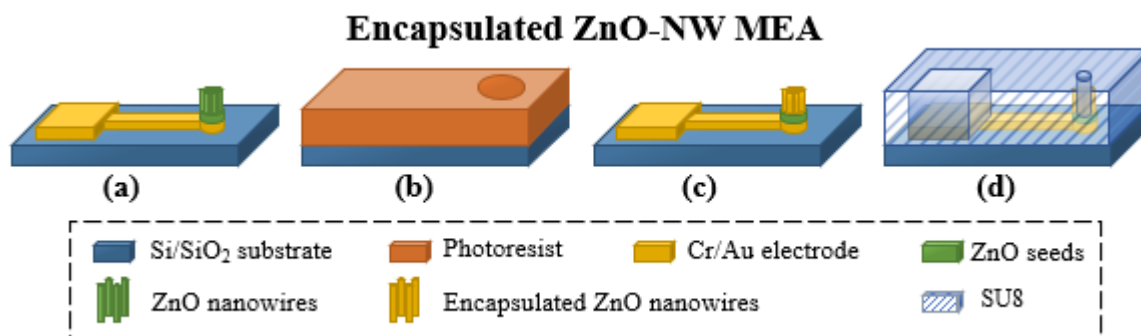 Encapsulated ZnO-NW MEA
(a) (b) (c) (d)
Si/SiO₂ substrate Photoresist Cr/Au electrode ZnO seeds
ZnO nanowires Encapsulated ZnO nanowires SU8